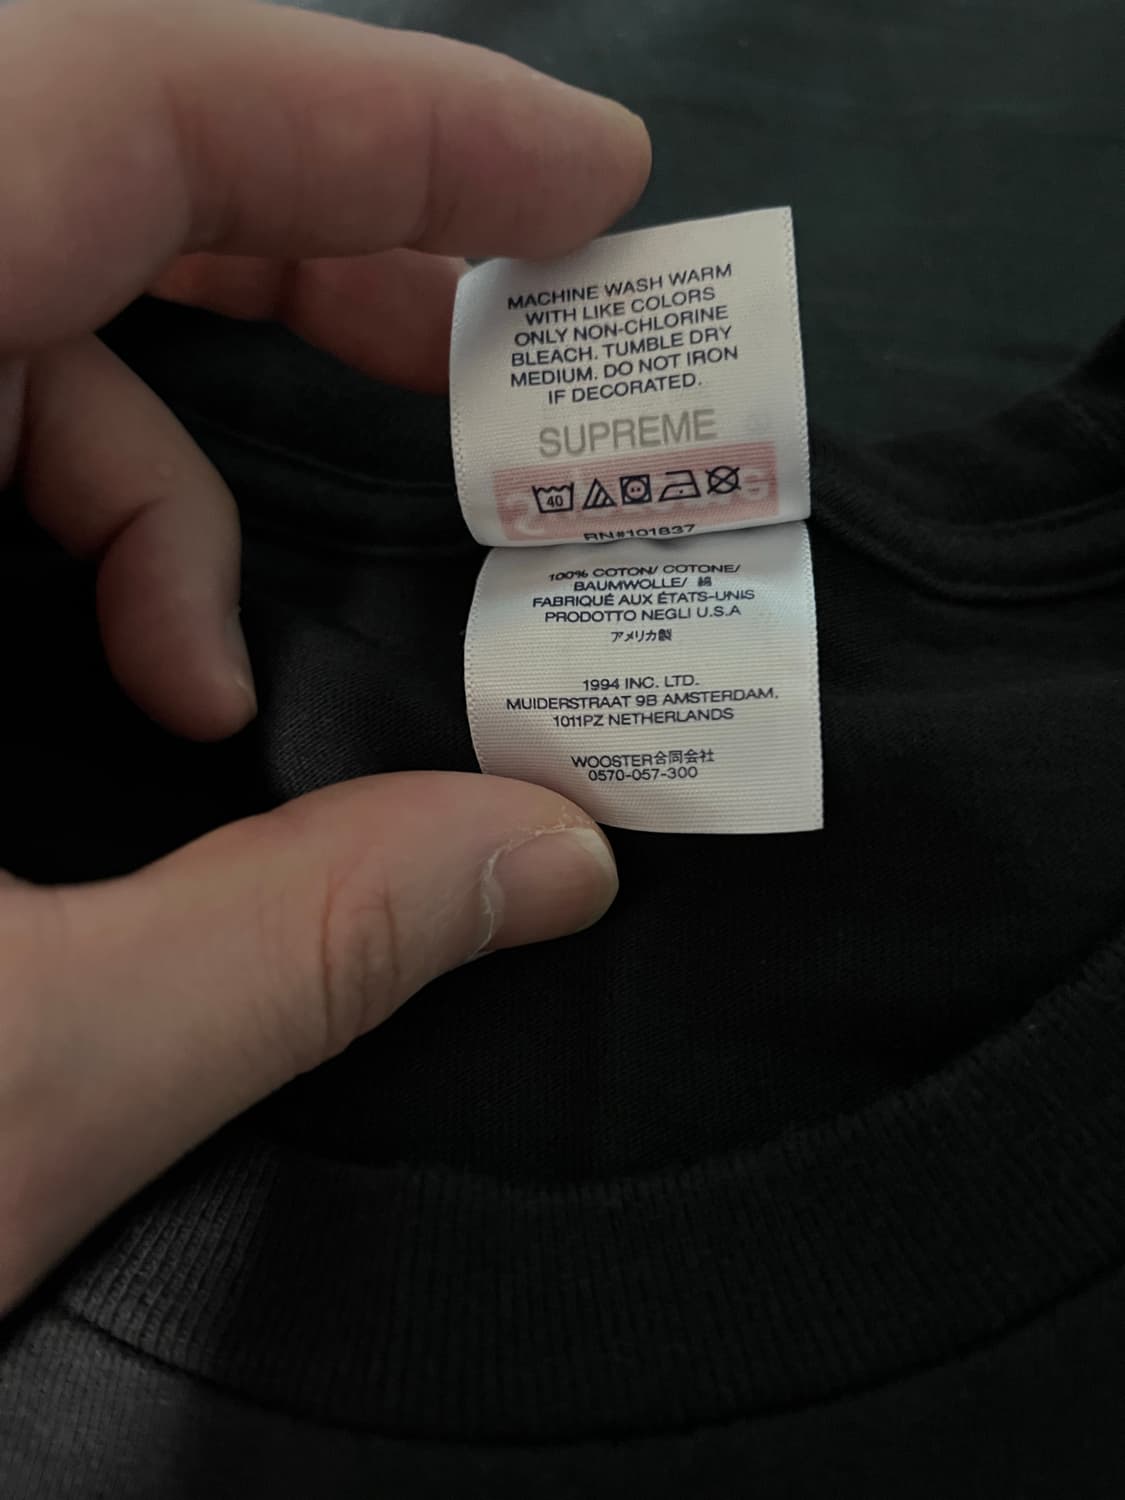 MACHINE WASH WARM
WITH LIKE COLORS
ONLY NON-CHLORINE
BLEACH. TUMBLE DRY
MEDIUM. DO NOT IRON
IF DECORATED.
SUPREME
40
RN#101837
100% COTON/ COTONE/
BAUMWOLLE/ 綿
FABRIQUÉ AUX ÉTATS-UNIS
PRODOTTO NEGLI U.S.A
アメリカ製
1994 INC. LTD.
MUIDERSTRAAT 9B AMSTERDAM,
1011PZ NETHERLANDS
WOOSTER合同会社
0570-057-300